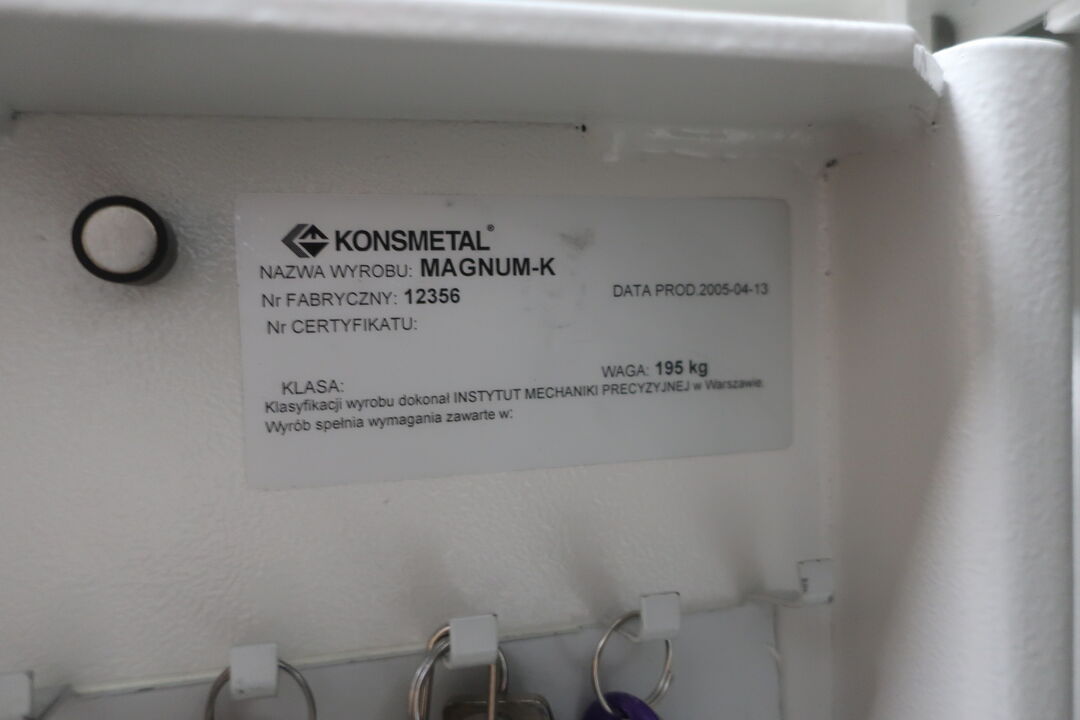 KONSMETAL®
NAZWA WYROBU: MAGNUM-K
Nr FABRYCZNY: 12356
DATA PROD.2005-04-13
Nr CERTYFIKATU:
WAGA: 195 kg
KLASA:
Klasyfikacji wyrobu dokonał INSTYTUT MECHANIKI PRECYZYJNEJ w Warszawie.
Wyrób spełnia wymagania zawarte w: